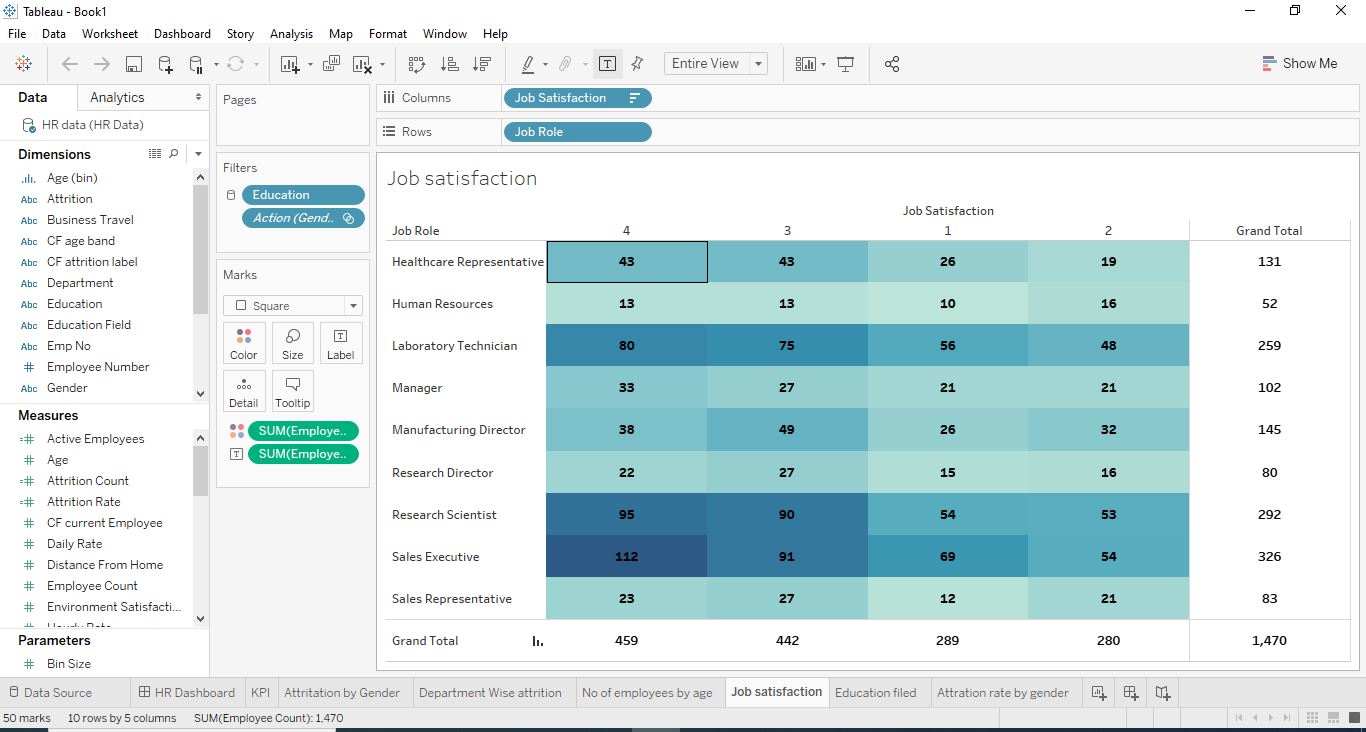 Tableau - Book1
File Data Worksheet Dashboard Story Analysis Map Format Window Help
Entire View
Show Me
Data Analytics
HR data (HR Data)
Dimensions
Age (bin)
Abc Attrition
Abc Business Travel
Abc CF age band
Abc CF attrition label
Abc Department
Abc Education
Abc Education Field
Abc Emp No
# Employee Number
Abc Gender
Measures
=# Active Employees
# Age
=# Attrition Count
=# Attrition Rate
# CF current Employee
# Daily Rate
# Distance From Home
# Employee Count
# Environment Satisfacti...
Parameters
# Bin Size
Pages
Filters
Education
Action (Gend..
Marks
Square
Color Size Label
Detail Tooltip
SUM(Employe..
SUM(Employe..
Columns Job Satisfaction
Rows Job Role
Job satisfaction
Job Satisfaction
Job Role 4 3 1 2 Grand Total
Healthcare Representative 43 43 26 19 131
Human Resources 13 13 10 16 52
Laboratory Technician 80 75 56 48 259
Manager 33 27 21 21 102
Manufacturing Director 38 49 26 32 145
Research Director 22 27 15 16 80
Research Scientist 95 90 54 53 292
Sales Executive 112 91 69 54 326
Sales Representative 23 27 12 21 83
Grand Total 459 442 289 280 1,470
Data Source HR Dashboard KPI Attritation by Gender Department Wise attrition No of employees by age Job satisfaction Education filed Attration rate by gender
50 marks 10 rows by 5 columns SUM(Employee Count): 1,470